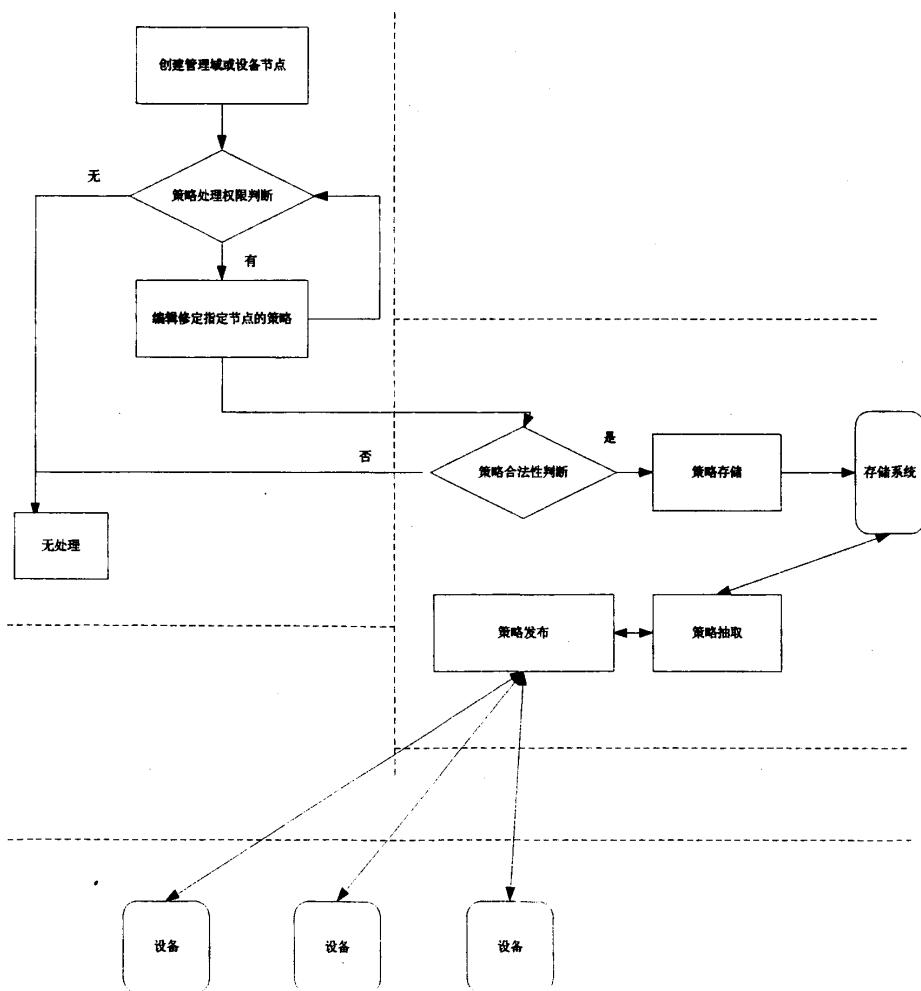 创建管理域或设备节点
无
策略处理权限判断
有
编辑修定指定节点的策略
否
策略合法性判断
是
策略存储
存储系统
无处理
策略发布
策略抽取
设备
设备
设备